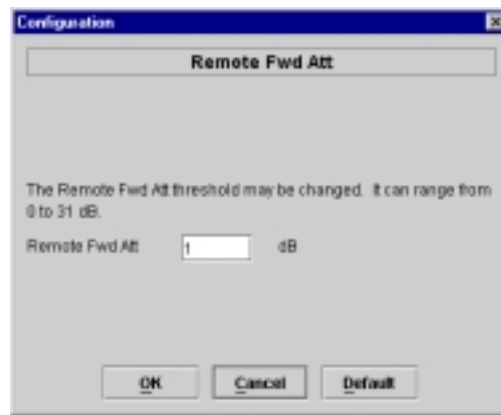 Configuration
Remote Fwd Att
The Remote Fwd Att threshold may be changed. It can range from
0 to 31 dB.
Remote Fwd Att 1 dB
OK Cancel Default